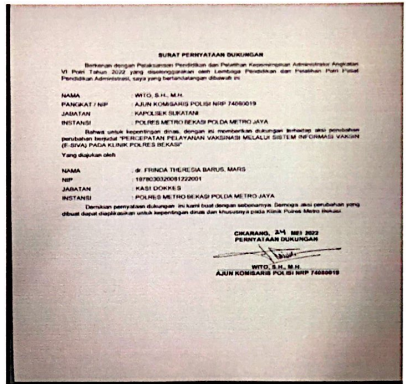 SURAT PERNYATAAN DUKUNGAN
Berkenan dengan Pelaksanaan Pendidikan dan Pelatihan Kepemimpinan Administrator Angkatan
VI Polri Tahun 2022 yang diselenggarakan oleh Lembaga Pendidikan dan Pelatihan Polri Pusat
Pendidikan Administrasi, saya yang bertandatangan dibawah ini:
NAMA : WITO, S.H., M.H.
PANGKAT / NIP : AJUN KOMISARIS POLISI NRP 74080019
JABATAN : KAPOLSEK SUKATANI
INSTANSI : POLRES METRO BEKASI POLDA METRO JAYA
Bahwa untuk kepentingan dinas, dengan ini memberikan dukungan terhadap aksi perubahan
perubahan berjudul "PERCEPATAN PELAYANAN VAKSINASI MELALUI SISTEM INFORMASI VAKSIN
(E-SIVA) PADA KLINIK POLRES BEKASI"
Yang diajukan oleh
NAMA : dr. FRINDA THERESIA BARUS, MARS
NIP : 197803032006122 2001
JABATAN : KASI DOKKES
INSTANSI : POLRES METRO BEKASI POLDA METRO JAYA
Demikian pernyataan dukungan ini kami buat dengan sebenarnya. Semoga aksi perubahan yang
dibuat dapat diaplikasikan untuk kepentingan dinas dan khususnya pada Klinik Polres Metro Bekasi.
CIKARANG, 24 MEI 2022
PERNYATAAN DUKUNGAN
WITO, S.H., M.H.
AJUN KOMISARIS POLISI NRP 74080019